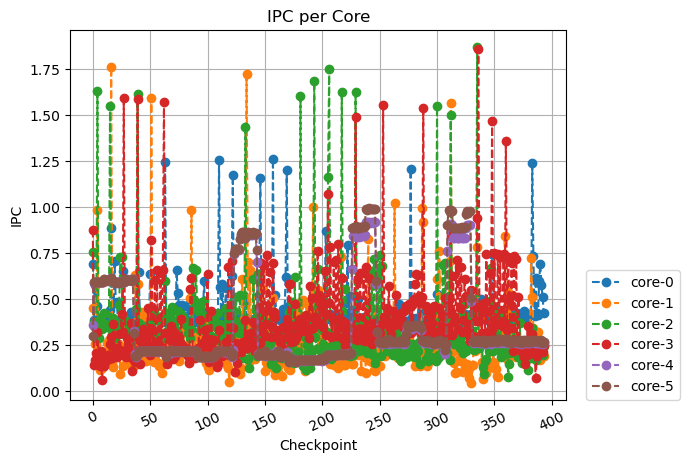 IPC per Core
IPC
1.75
1.50
1.25
1.00
0.75
0.50
0.25
0.00
0
50
100
150
200
250
300
350
400
Checkpoint
core-0
core-1
core-2
core-3
core-4
core-5